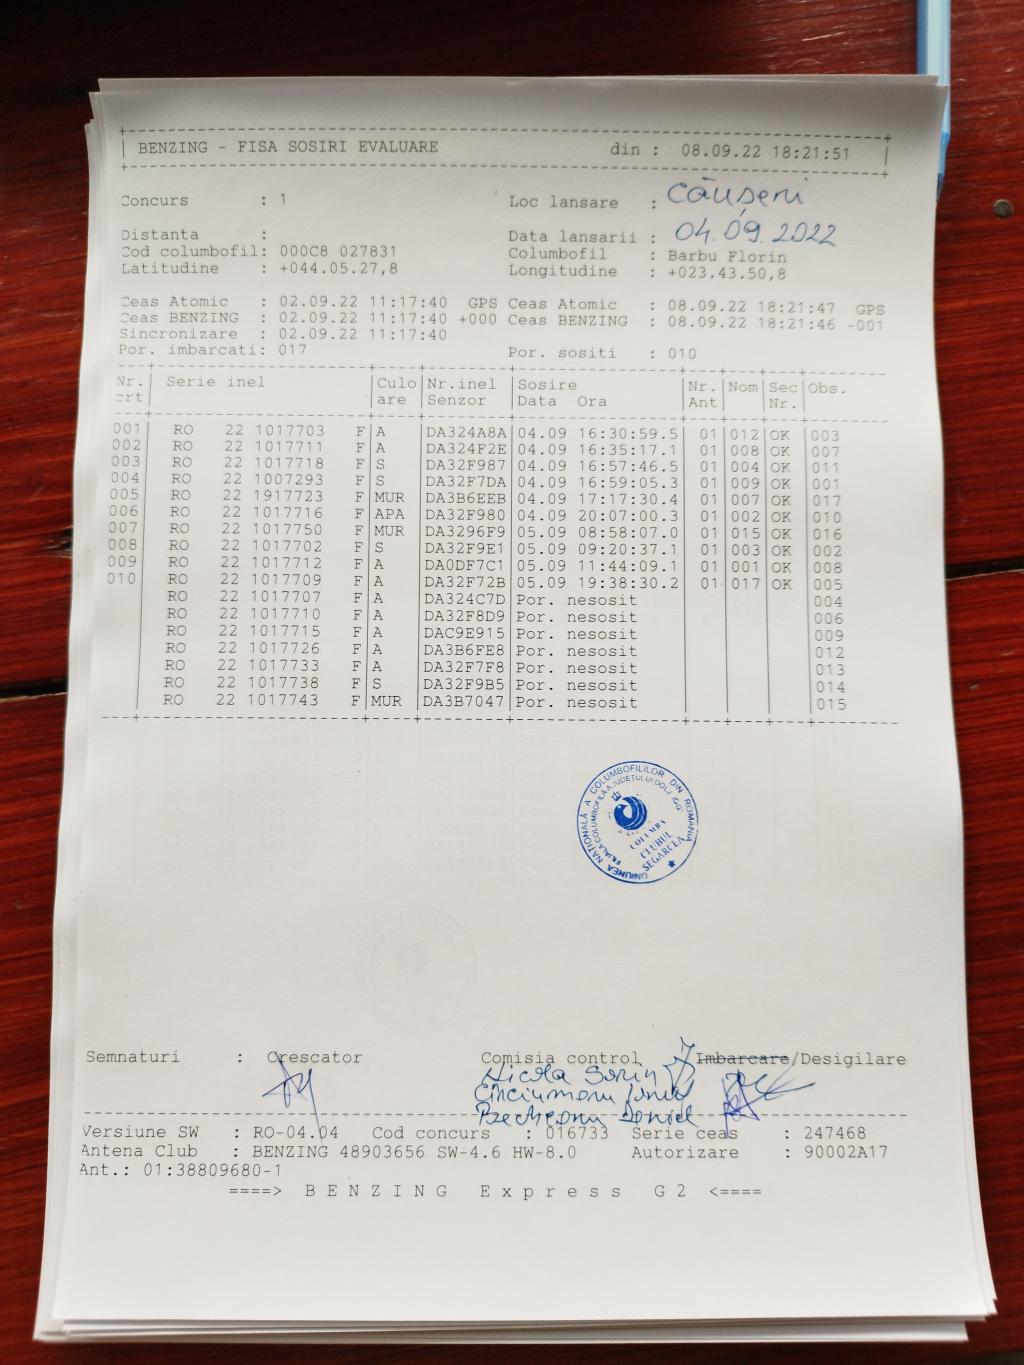 BENZING - FISA SOSIRI EVALUARE din : 08.09.22 18:21:51
Concurs : 1 Loc lansare : Căușeni
Distanta : Data lansarii : 04.09.2022
Cod columbofil: 000C8 027831 Columbofil : Barbu Florin
Latitudine : +044.05.27,8 Longitudine : +023.43.50,8
Ceas Atomic : 02.09.22 11:17:40 GPS Ceas Atomic : 08.09.22 18:21:47 GPS
Ceas BENZING : 02.09.22 11:17:40 +000 Ceas BENZING : 08.09.22 18:21:46 -001
Sincronizare : 02.09.22 11:17:40
Por. imbarcati: 017 Por. sositi : 010
Nr. Serie inel Culo Nr.inel Sosire Nr. Nom Sec Obs.
crt are Senzor Data Ora Ant Nr.
001 RO 22 1017703 F A DA324A8A 04.09 16:30:59.5 01 012 OK 003
002 RO 22 1017711 F A DA324F2E 04.09 16:35:17.1 01 008 OK 007
003 RO 22 1017718 F S DA32F987 04.09 16:57:46.5 01 004 OK 011
004 RO 22 1007293 F S DA32F7DA 04.09 16:59:05.3 01 009 OK 001
005 RO 22 1917723 F MUR DA3B6EEB 04.09 17:17:30.4 01 007 OK 017
006 RO 22 1017716 F APA DA32F980 04.09 20:07:00.3 01 002 OK 010
007 RO 22 1017750 F MUR DA3296F9 05.09 08:58:07.0 01 015 OK 016
008 RO 22 1017702 F S DA32F9E1 05.09 09:20:37.1 01 003 OK 002
009 RO 22 1017712 F A DA0DF7C1 05.09 11:44:09.1 01 001 OK 008
010 RO 22 1017709 F A DA32F72B 05.09 19:38:30.2 01 017 OK 005
RO 22 1017707 F A DA324C7D Por. nesosit 004
RO 22 1017710 F A DA32F8D9 Por. nesosit 006
RO 22 1017715 F A DAC9E915 Por. nesosit 009
RO 22 1017726 F A DA3B6FE8 Por. nesosit 012
RO 22 1017733 F A DA32F7F8 Por. nesosit 013
RO 22 1017738 F S DA32F9B5 Por. nesosit 014
RO 22 1017743 F MUR DA3B7047 Por. nesosit 015
UNIUNEA NAȚIONALĂ A COLUMBOFILILOR DIN ROMÂNIA
COLUMBOFILĂ A JUDEȚULUI DOLJ
COLUMBA
CLUBUL
SEGARCEA
Semnaturi : Crescator Comisia control Imbarcare/Desigilare
Nicola Sorin
Versiune SW : RO-04.04 Cod concurs : 016733 Serie ceas : 247468
Antena Club : BENZING 48903656 SW-4.6 HW-8.0 Autorizare : 90002A17
Ant.: 01:38809680-1
====> BENZING Express G2 <====